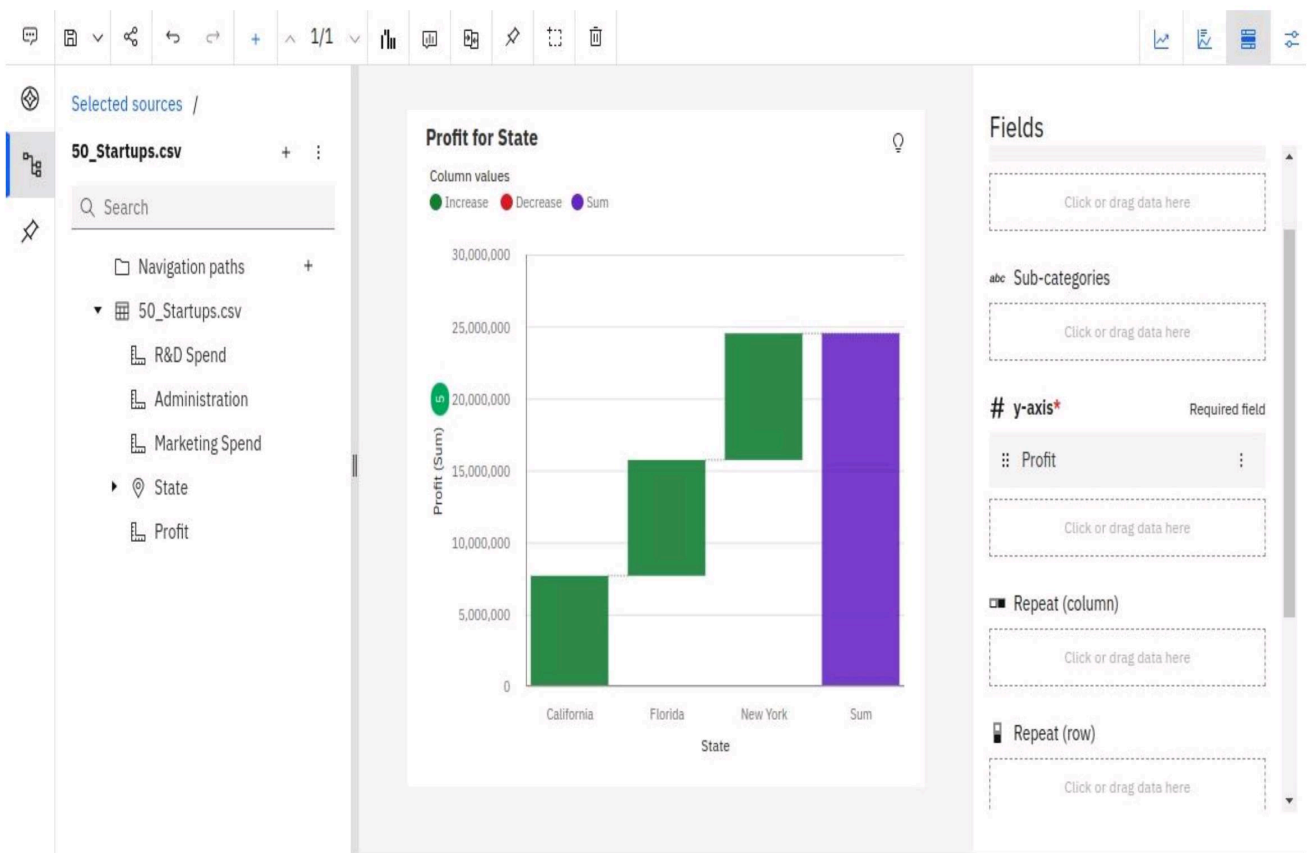 1/1
Selected sources /
50_Startups.csv
Search
Navigation paths
50_Startups.csv
R&D Spend
Administration
Marketing Spend
State
Profit
Profit for State
Column values
Increase Decrease Sum
30,000,000
25,000,000
20,000,000
15,000,000
10,000,000
5,000,000
0
5
Profit (Sum)
California Florida New York Sum
State
Fields
Click or drag data here
abc Sub-categories
Click or drag data here
# y-axis* Required field
Profit
Click or drag data here
Repeat (column)
Click or drag data here
Repeat (row)
Click or drag data here